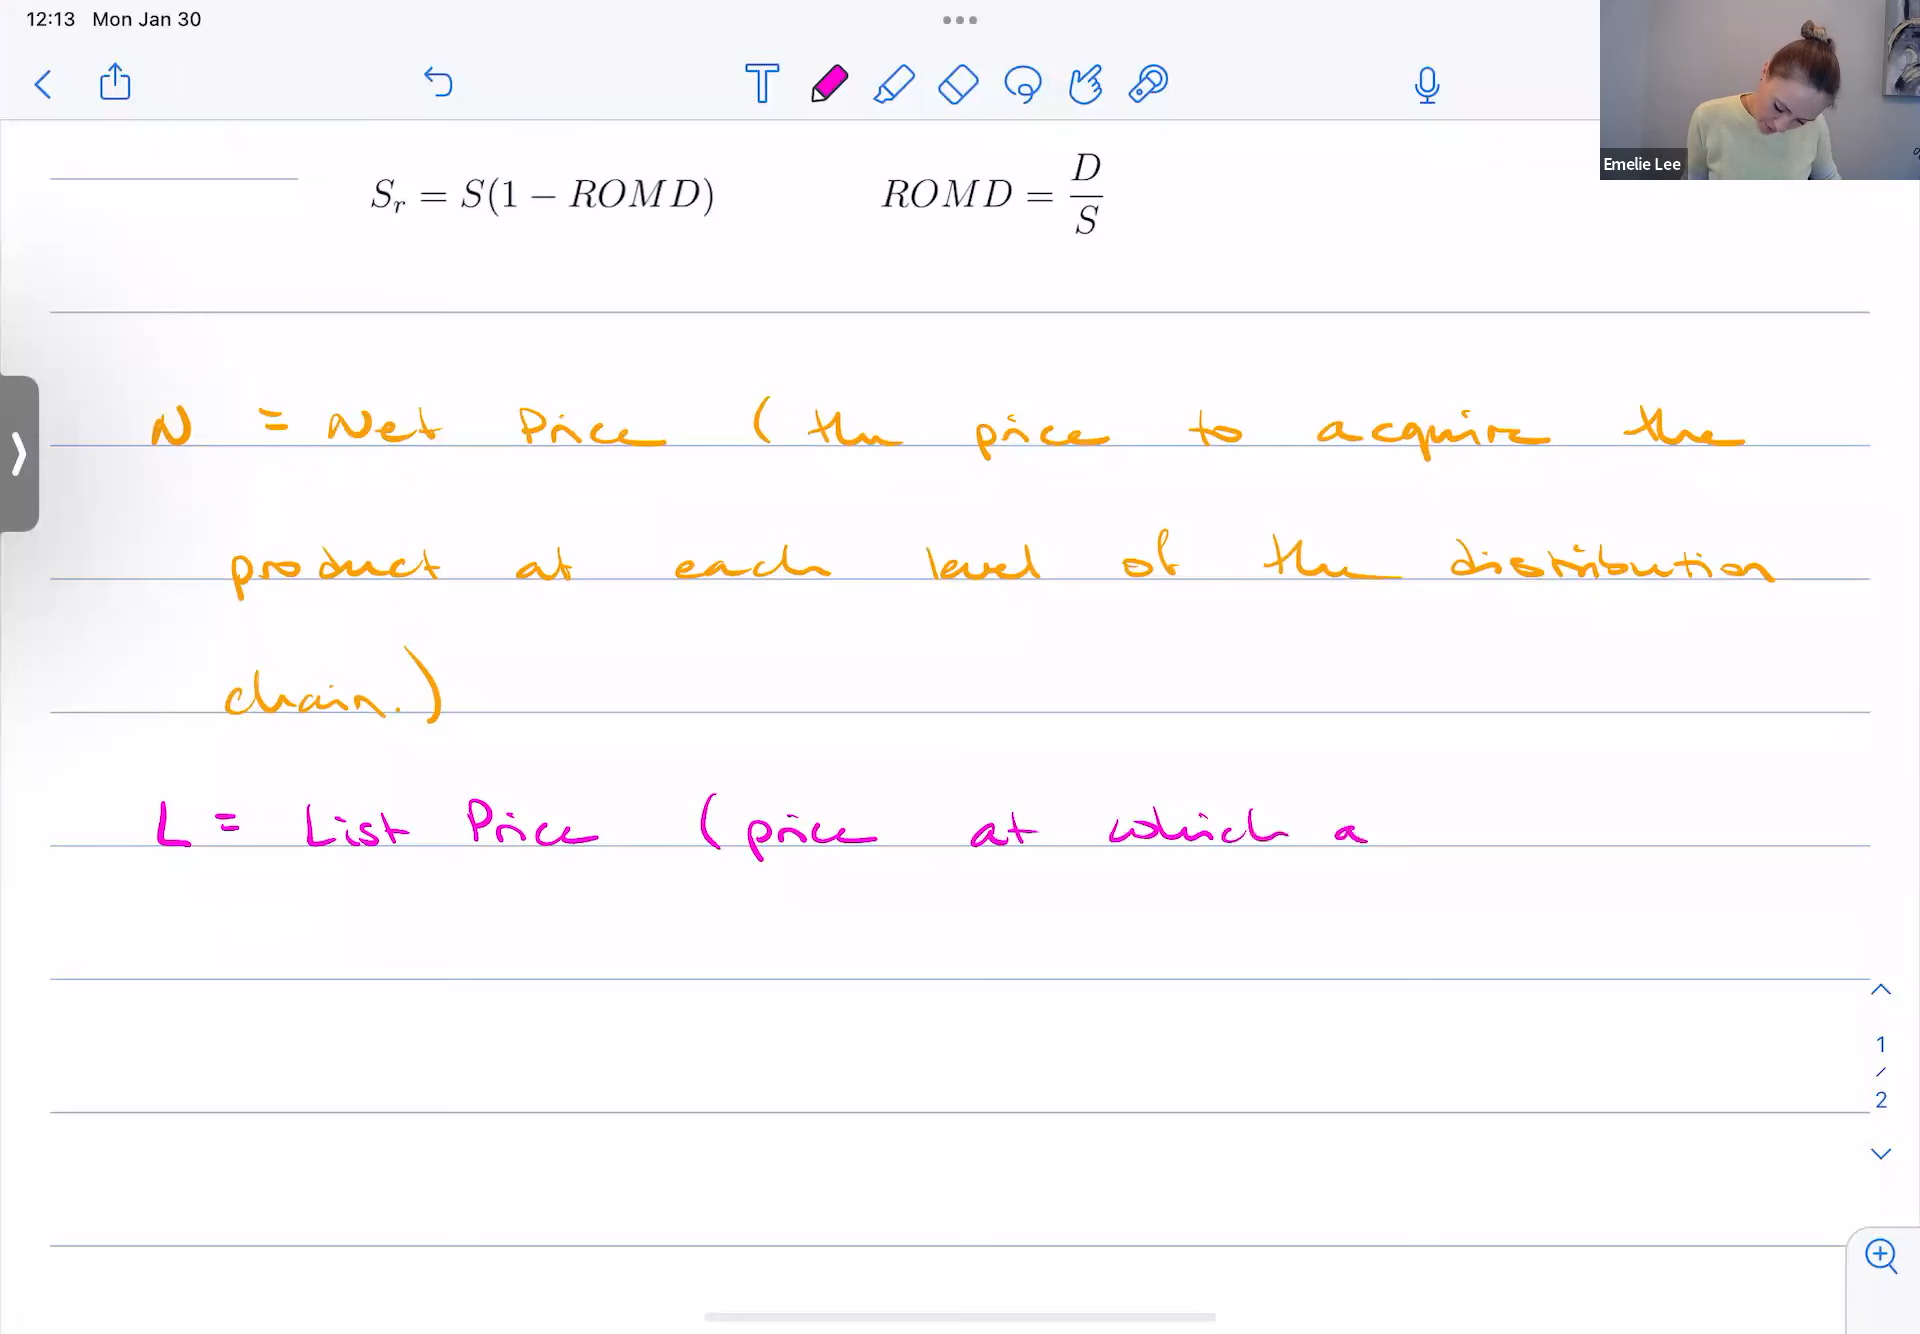 12:13 Mon Jan 30
Emelie Lee
S_r = S(1 − ROMD) ROMD = D/S
N = Net Price (the price to acquire the
product at each level of the distribution
chain.)
L = List Price (price at which a
1
/
2